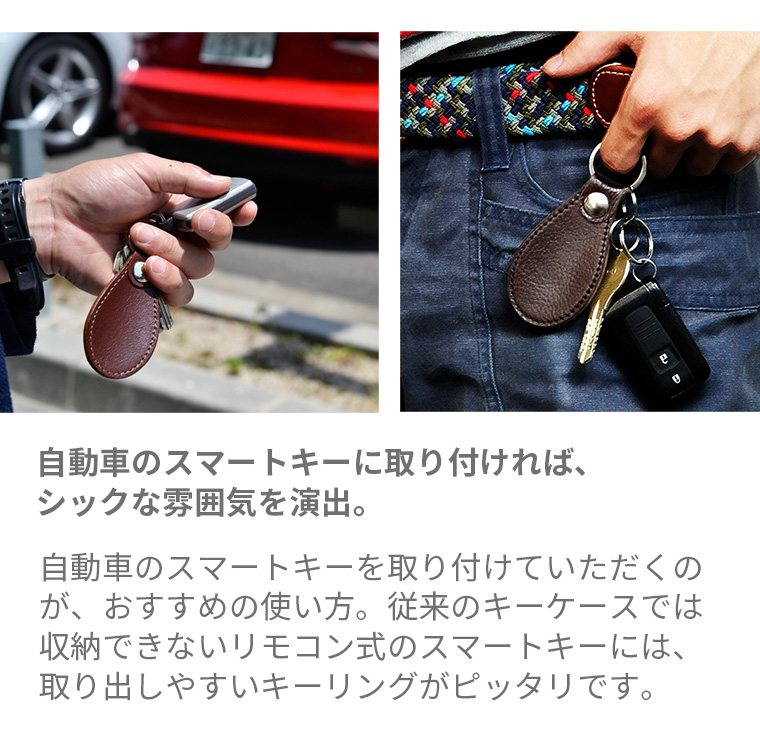 自動車のスマートキーに取り付ければ、
シックな雰囲気を演出。
自動車のスマートキーを取り付けていただくの
が、おすすめの使い方。従来のキーケースでは
収納できないリモコン式のスマートキーには、
取り出しやすいキーリングがピッタリです。